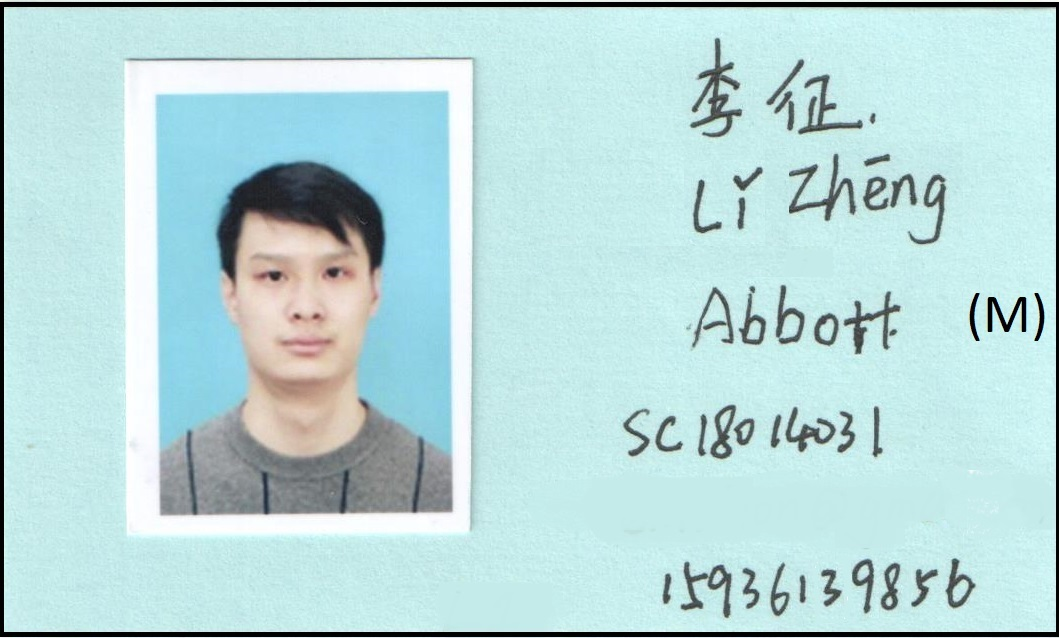 李征.
Lǐ Zhēng
Abbott (M)
SC18014031
15936139856